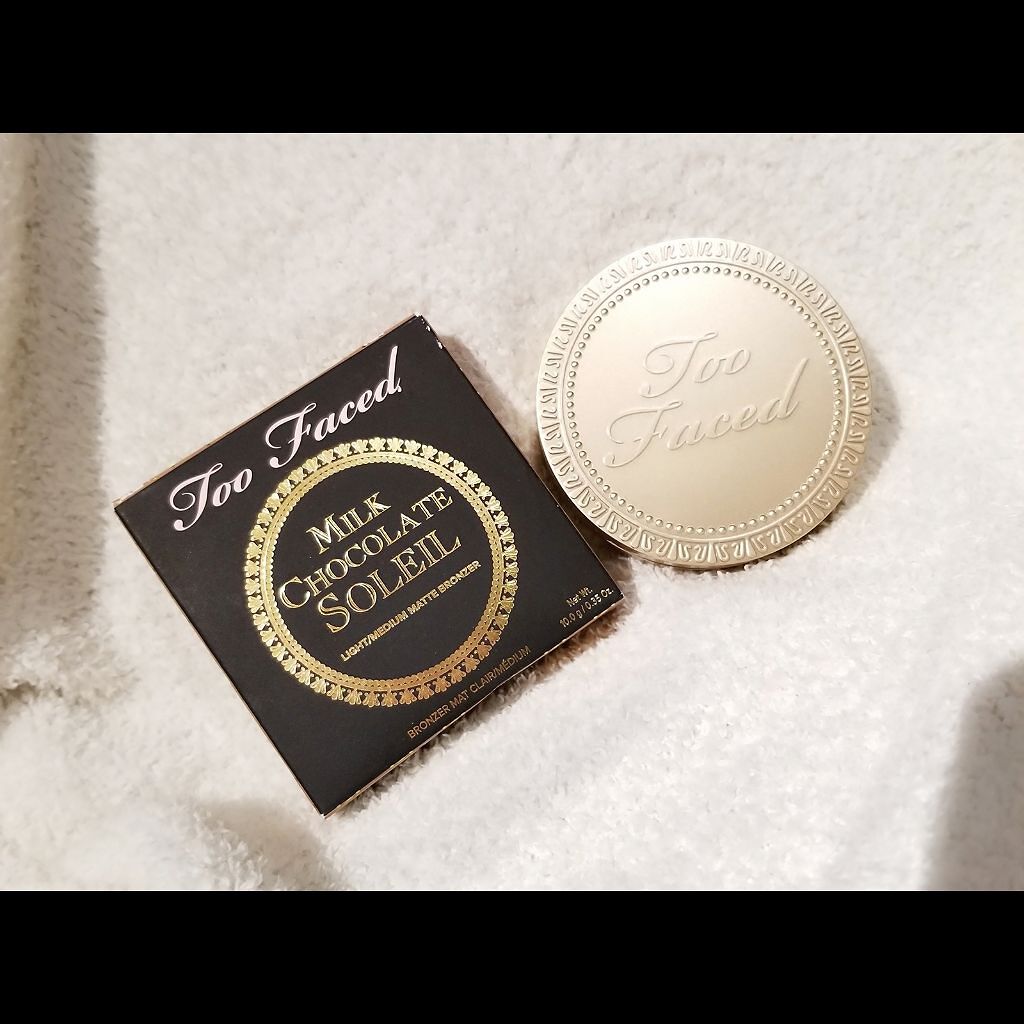 Too Faced
MILK
CHOCOLATE
SOLEIL
LIGHT/MEDIUM MATTE BRONZER
BRONZER MAT CLAIR/MÉDIUM
Net Wt.
10.0 g / 0.35 Oz.
Too
Faced